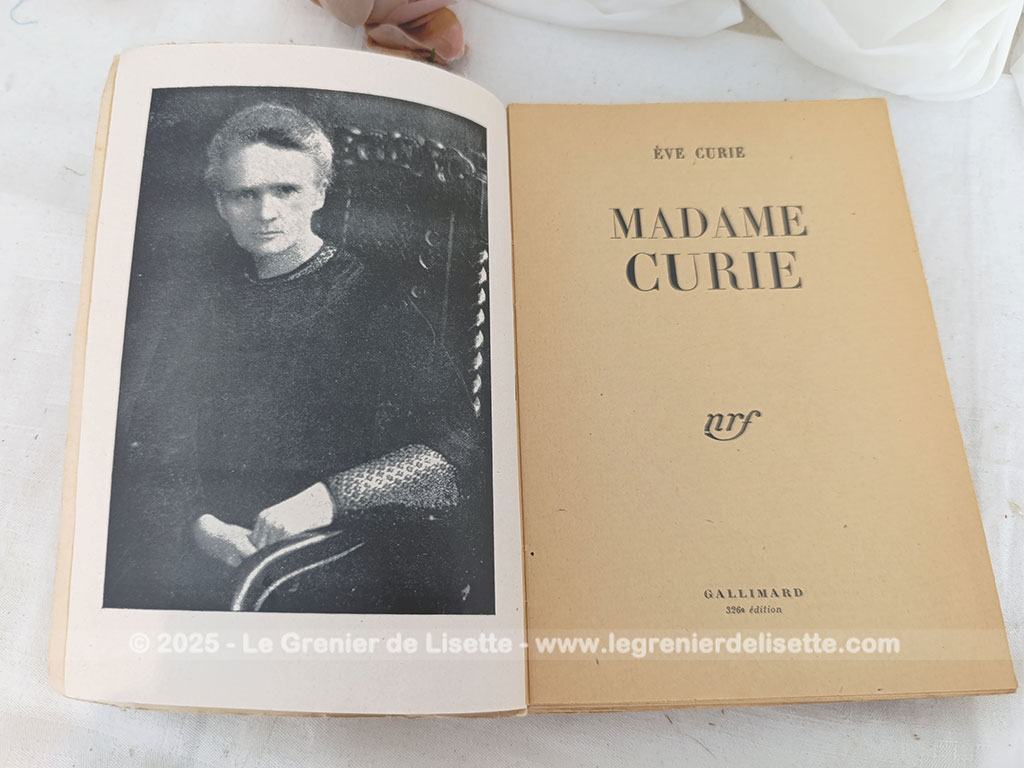 ÈVE CURIE
MADAME
CURIE
nrf
GALLIMARD
326e édition
© 2025 - Le Grenier de Lisette - www.legrenierdelisette.com